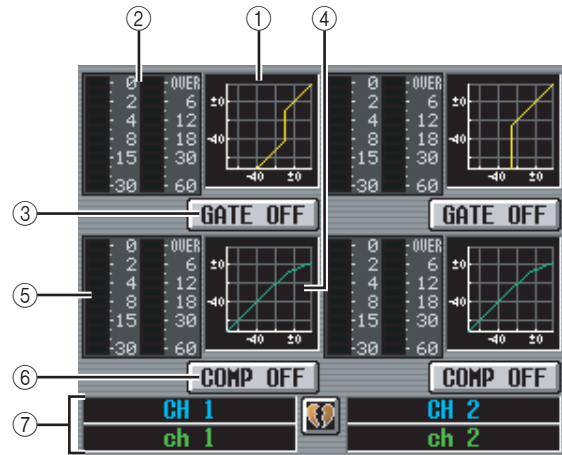 ② ① ④
0 OVER 0 OVER
2 6 ±0 2 6 ±0
4 12 4 12
8 18 -40 8 18 -40
-15 30 -15 30
-30 60 -40 ±0 -30 60 -40 ±0
③ GATE OFF GATE OFF
0 OVER 0 OVER
2 6 ±0 2 6 ±0
4 12 4 12
⑤ 8 18 -40 8 18 -40
-15 30 -15 30
-30 60 -40 ±0 -30 60 -40 ±0
⑥ COMP OFF COMP OFF
⑦ CH 1 CH 2
ch 1 ch 2